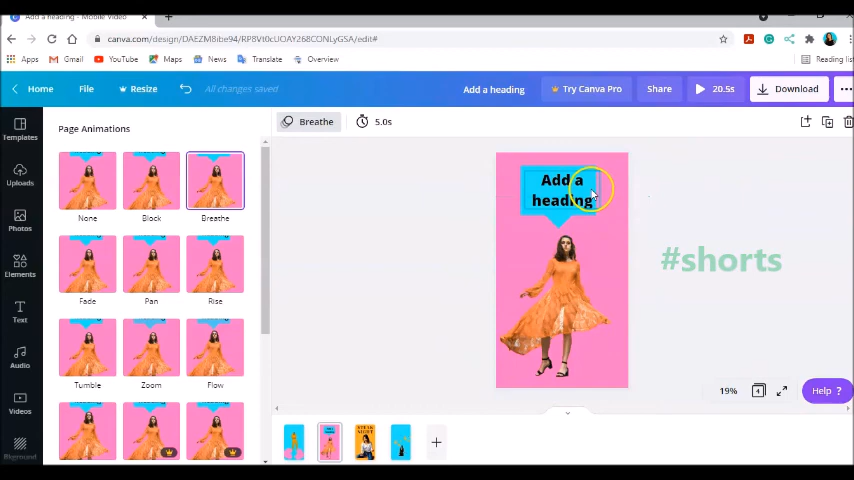 Add a heading - Mobile Video
canva.com/design/DAEZM8ibe94/RP8Vt0cUOAY268CONLyGSA/edit#
Apps
Gmail
YouTube
Maps
News
Translate
Overview
Reading list
Home
File
Resize
All changes saved
Add a heading
Try Canva Pro
Share
20.5s
Download
Templates
Uploads
Photos
Elements
Text
Audio
Videos
Bkground
Page Animations
None
Block
Breathe
Fade
Pan
Rise
Tumble
Zoom
Flow
Breathe
5.0s
Add a
heading
#shorts
19%
4
Help ?